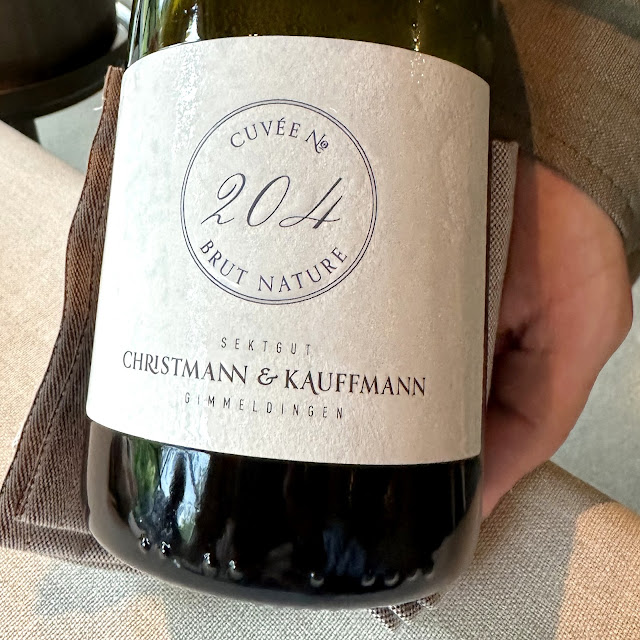 CUVÉE No
204
BRUT NATURE
SEKTGUT
CHRISTMANN & KAUFFMANN
GIMMELDINGEN